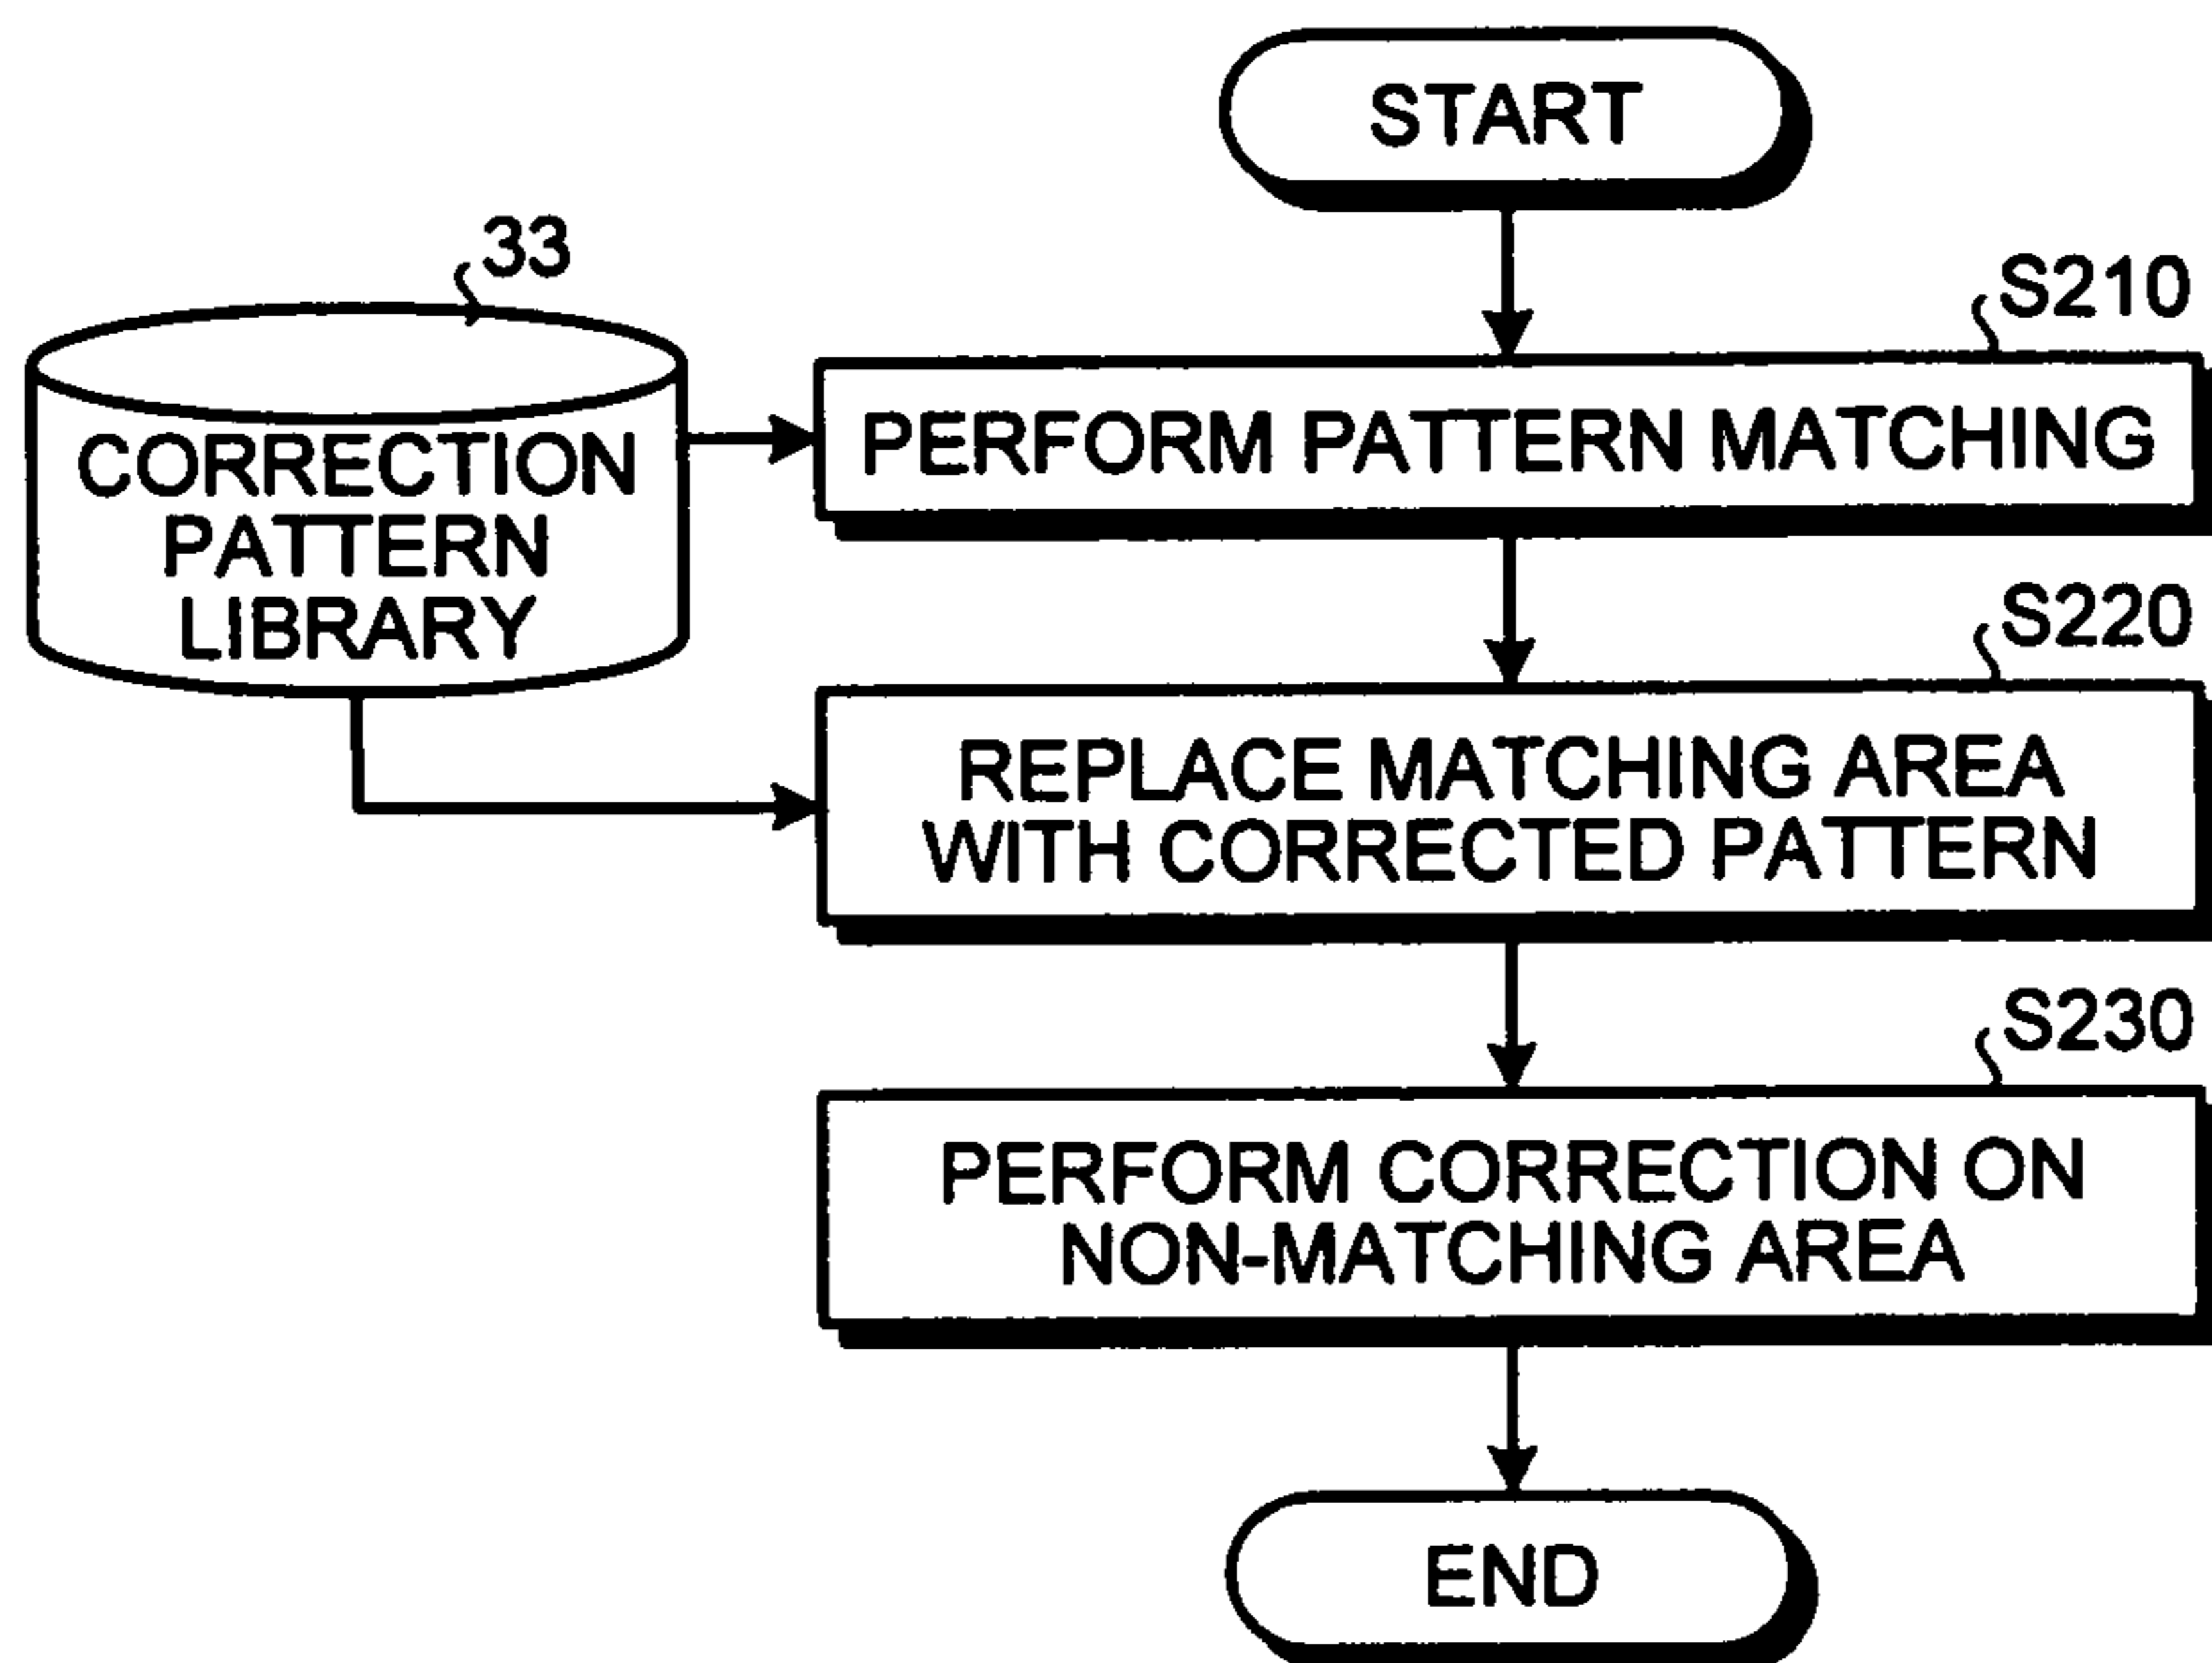 START
33
S210
CORRECTION
PATTERN
LIBRARY
PERFORM PATTERN MATCHING
S220
REPLACE MATCHING AREA
WITH CORRECTED PATTERN
S230
PERFORM CORRECTION ON
NON-MATCHING AREA
END